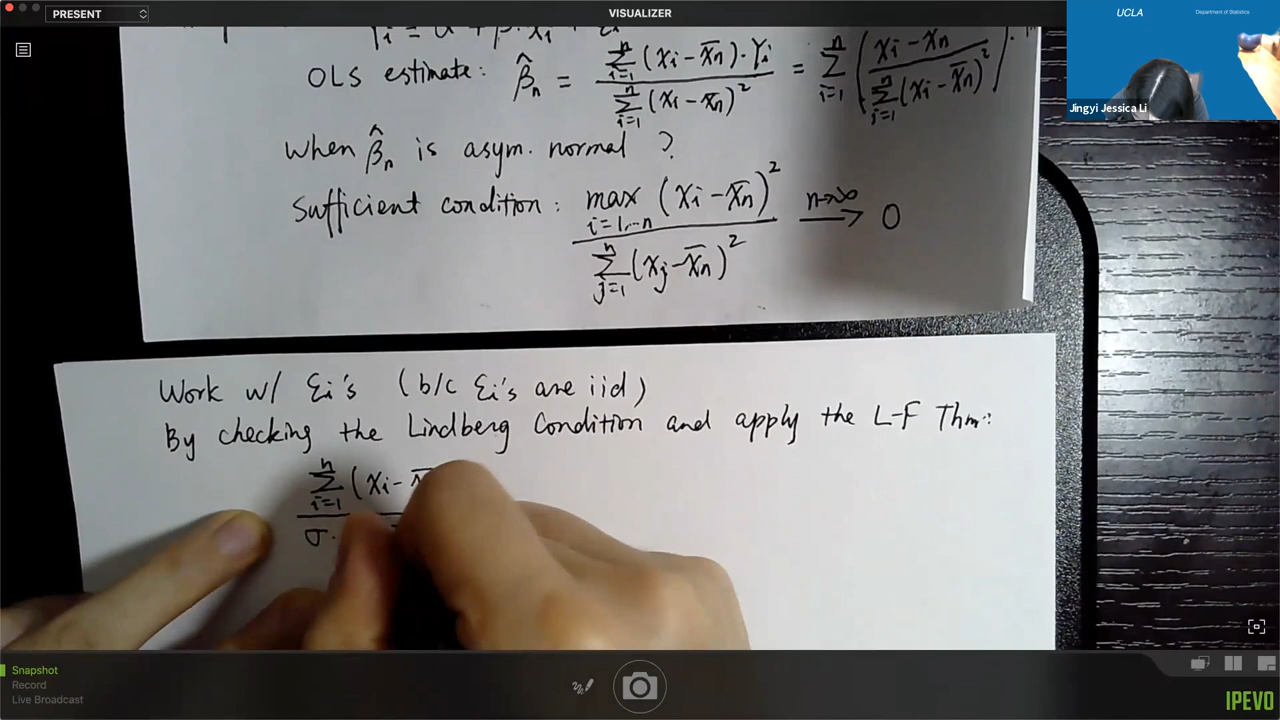 PRESENT
VISUALIZER
UCLA
Department of Statistics
Jingyi Jessica Li
Yi = α + β · xi +
OLS estimate: β̂n = Σ_{i=1}^{n} (xi − x̄n) · Yi / Σ_{i=1}^{n} (xi − x̄n)² = Σ_{i=1}^{n} ( xi − x̄n / Σ_{j=1}^{n} (xi − x̄n)² ) ·
when β̂n is asym. normal ?
Sufficient condition: max_{i=1,…n} (xi − x̄n)² / Σ_{j=1}^{n} (xj − x̄n)² n→∞ → 0
Work w/ εi's (b/c εi's are iid)
By checking the Lindberg Condition and apply the L-F Thm:
Σ_{i=1}^{n} (xi −
σ ·
Snapshot
Record
Live Broadcast
IPEVO